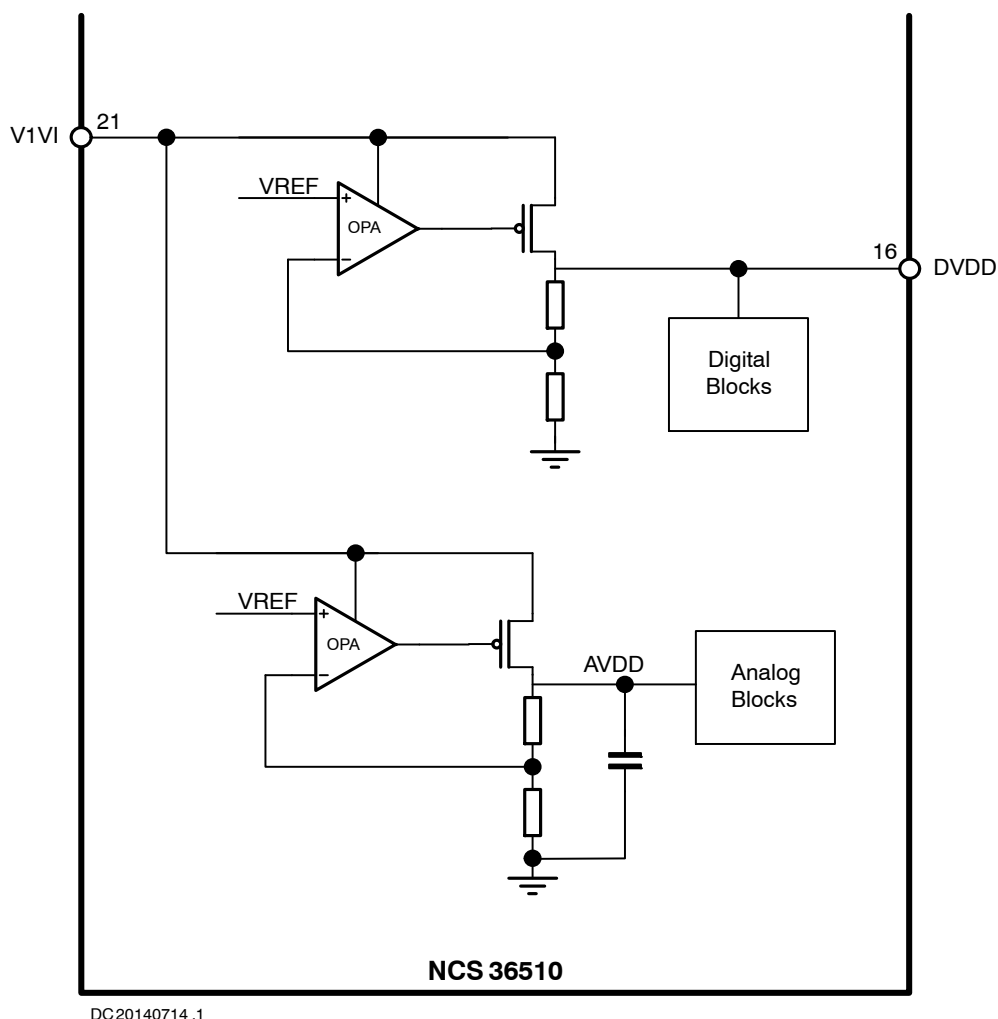 21
V1VI
VREF
+
OPA
−
16
DVDD
Digital
Blocks
VREF
+
OPA
−
AVDD
Analog
Blocks
NCS 36510
DC20140714 .1